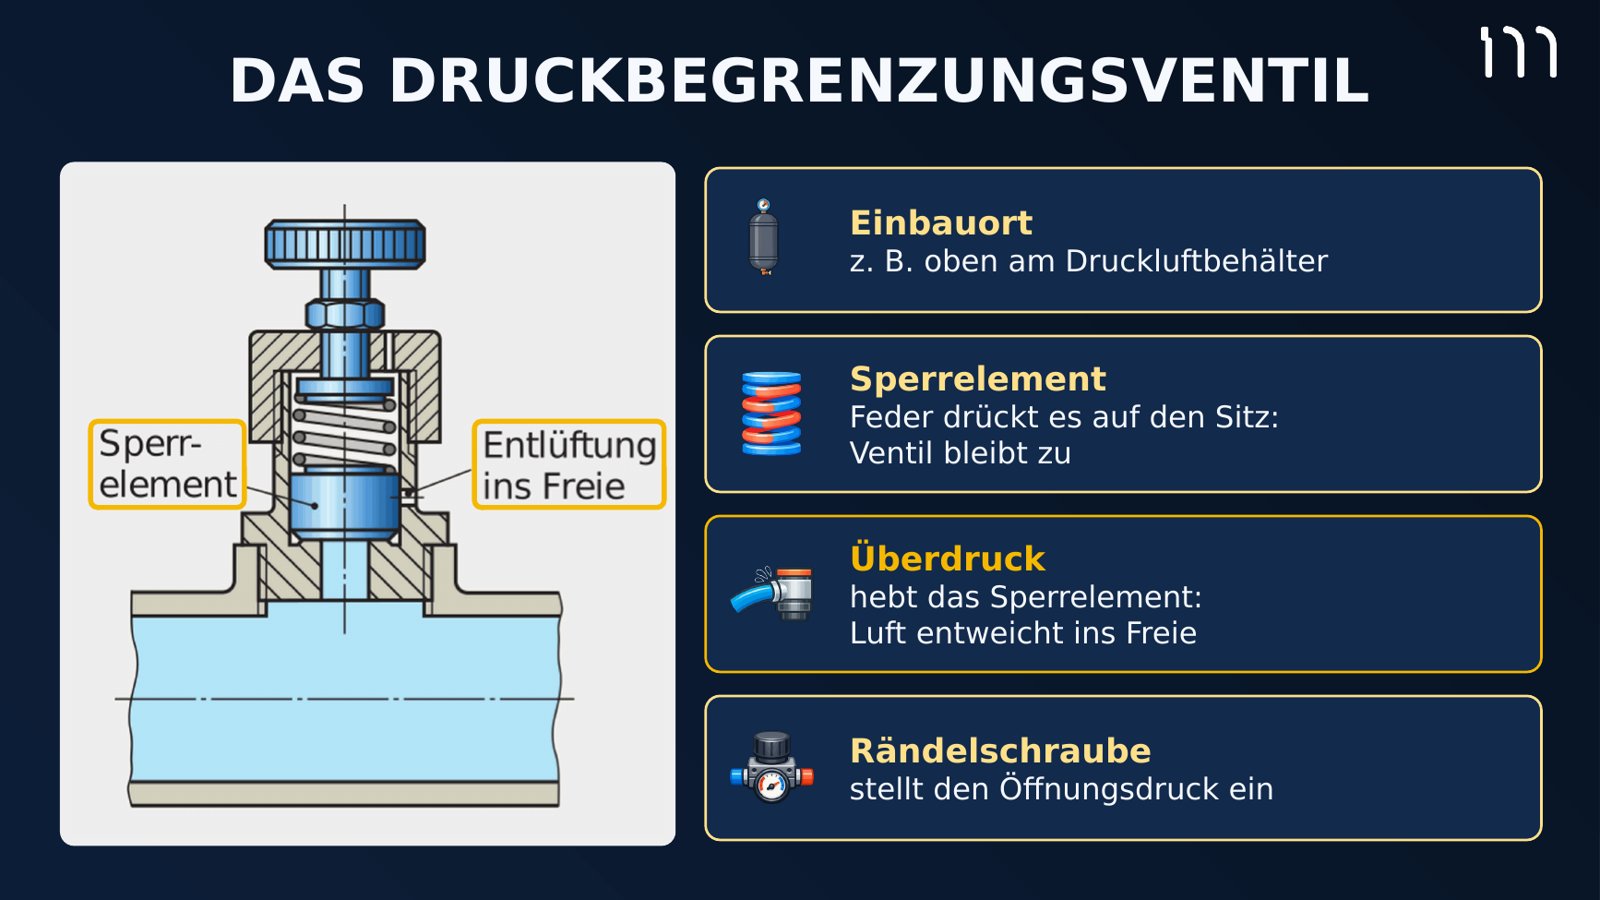 DAS DRUCKBEGRENZUNGSVENTIL
Sperr-
element
Entlüftung
ins Freie
Einbauort
z. B. oben am Druckluftbehälter
Sperrelement
Feder drückt es auf den Sitz:
Ventil bleibt zu
Überdruck
hebt das Sperrelement:
Luft entweicht ins Freie
Rändelschraube
stellt den Öffnungsdruck ein